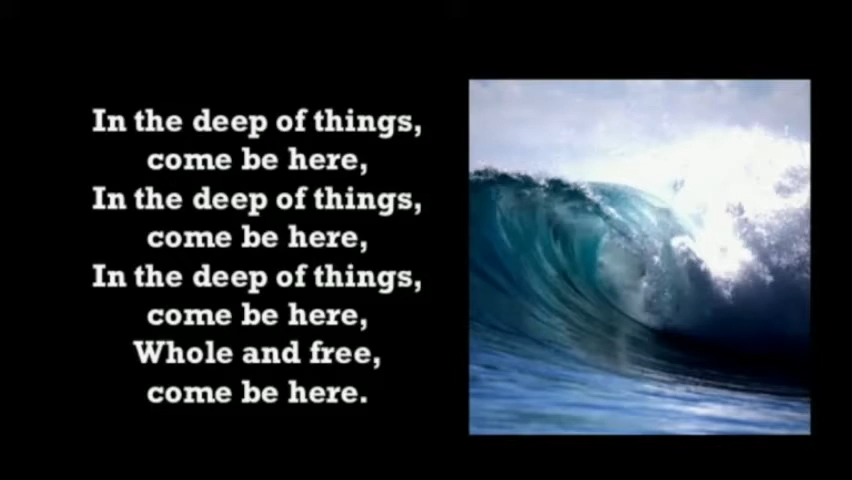 In the deep of things,
come be here,
In the deep of things,
come be here,
In the deep of things,
come be here,
Whole and free,
come be here.